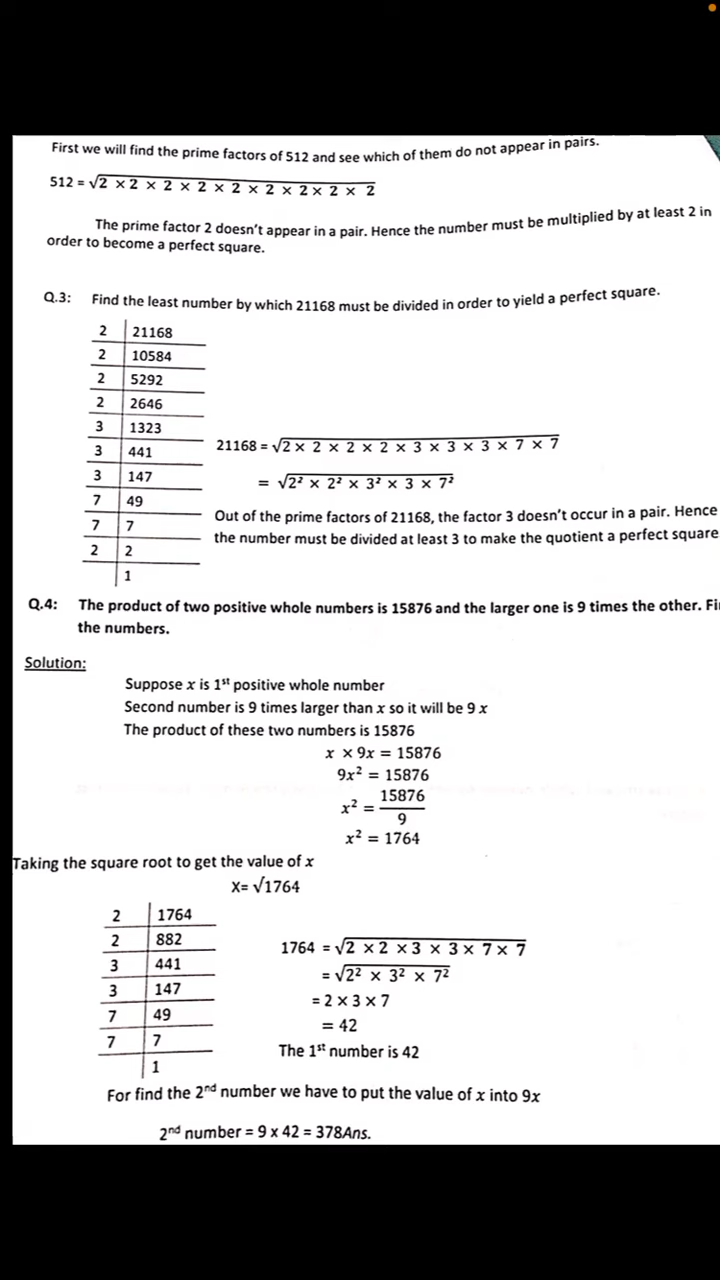 First we will find the prime factors of 512 and see which of them do not appear in pairs.
512 = √2 × 2 × 2 × 2 × 2 × 2 × 2 × 2 × 2
The prime factor 2 doesn't appear in a pair. Hence the number must be multiplied by at least 2 in
order to become a perfect square.
Q.3: Find the least number by which 21168 must be divided in order to yield a perfect square.
2 21168
2 10584
2 5292
2 2646
3 1323
3 441
3 147
7 49
7 7
2 2
1
21168 = √2 × 2 × 2 × 2 × 3 × 3 × 3 × 7 × 7
= √2² × 2² × 3² × 3 × 7²
Out of the prime factors of 21168, the factor 3 doesn't occur in a pair. Hence
the number must be divided at least 3 to make the quotient a perfect square
Q.4: The product of two positive whole numbers is 15876 and the larger one is 9 times the other. Fi
the numbers.
Solution:
Suppose x is 1st positive whole number
Second number is 9 times larger than x so it will be 9 x
The product of these two numbers is 15876
x × 9x = 15876
9x² = 15876
x² = 15876
9
x² = 1764
Taking the square root to get the value of x
X= √1764
2 1764
2 882
3 441
3 147
7 49
7 7
1
1764 = √2 × 2 × 3 × 3 × 7 × 7
= √2² × 3² × 7²
= 2 × 3 × 7
= 42
The 1st number is 42
For find the 2nd number we have to put the value of x into 9x
2nd number = 9 x 42 = 378Ans.